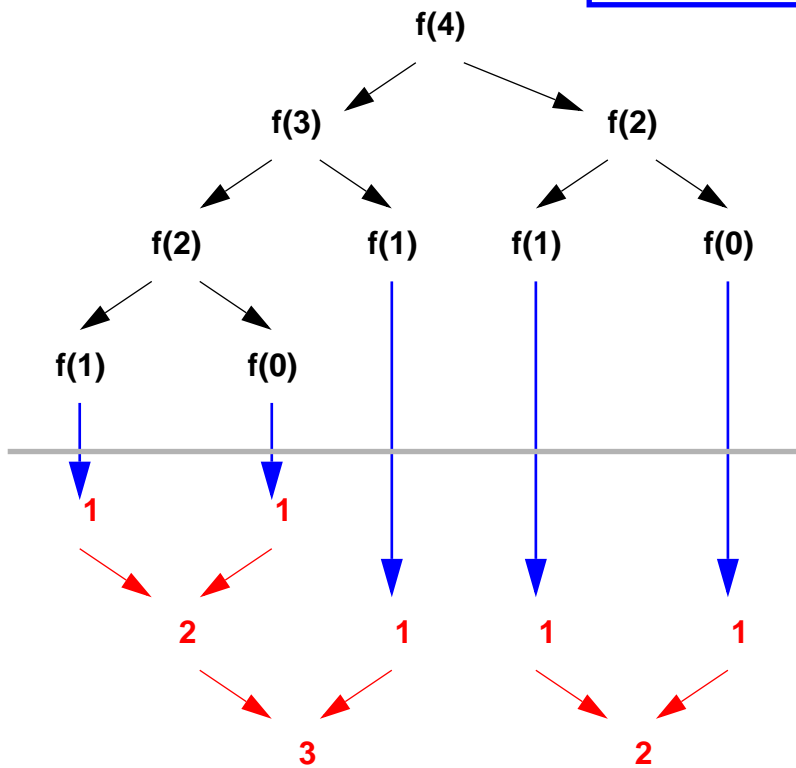 f(4)
f(3) f(2)
f(2) f(1) f(1) f(0)
f(1) f(0)
1 1
2 1 1 1
3 2